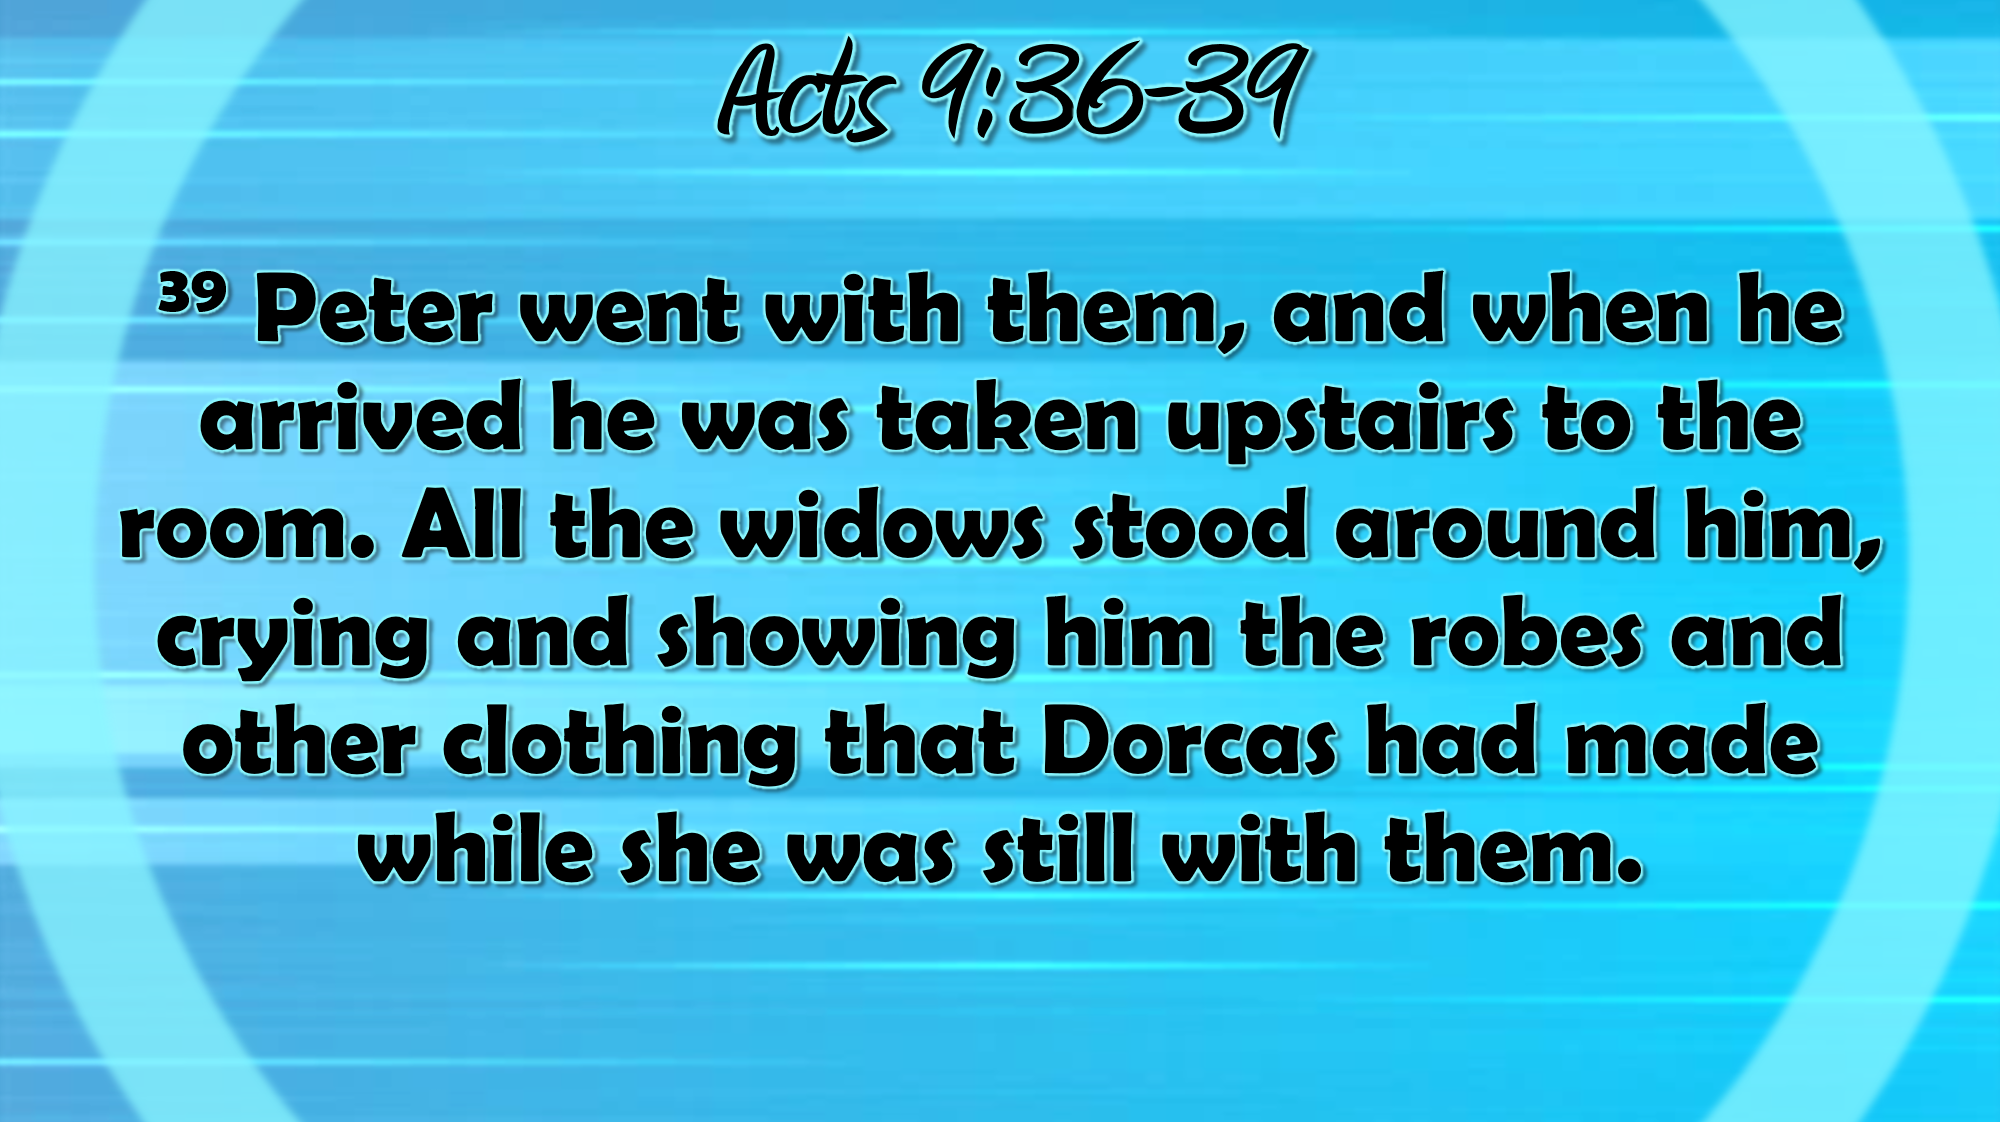 Acts 9:36-39
39 Peter went with them, and when he
arrived he was taken upstairs to the
room. All the widows stood around him,
crying and showing him the robes and
other clothing that Dorcas had made
while she was still with them.